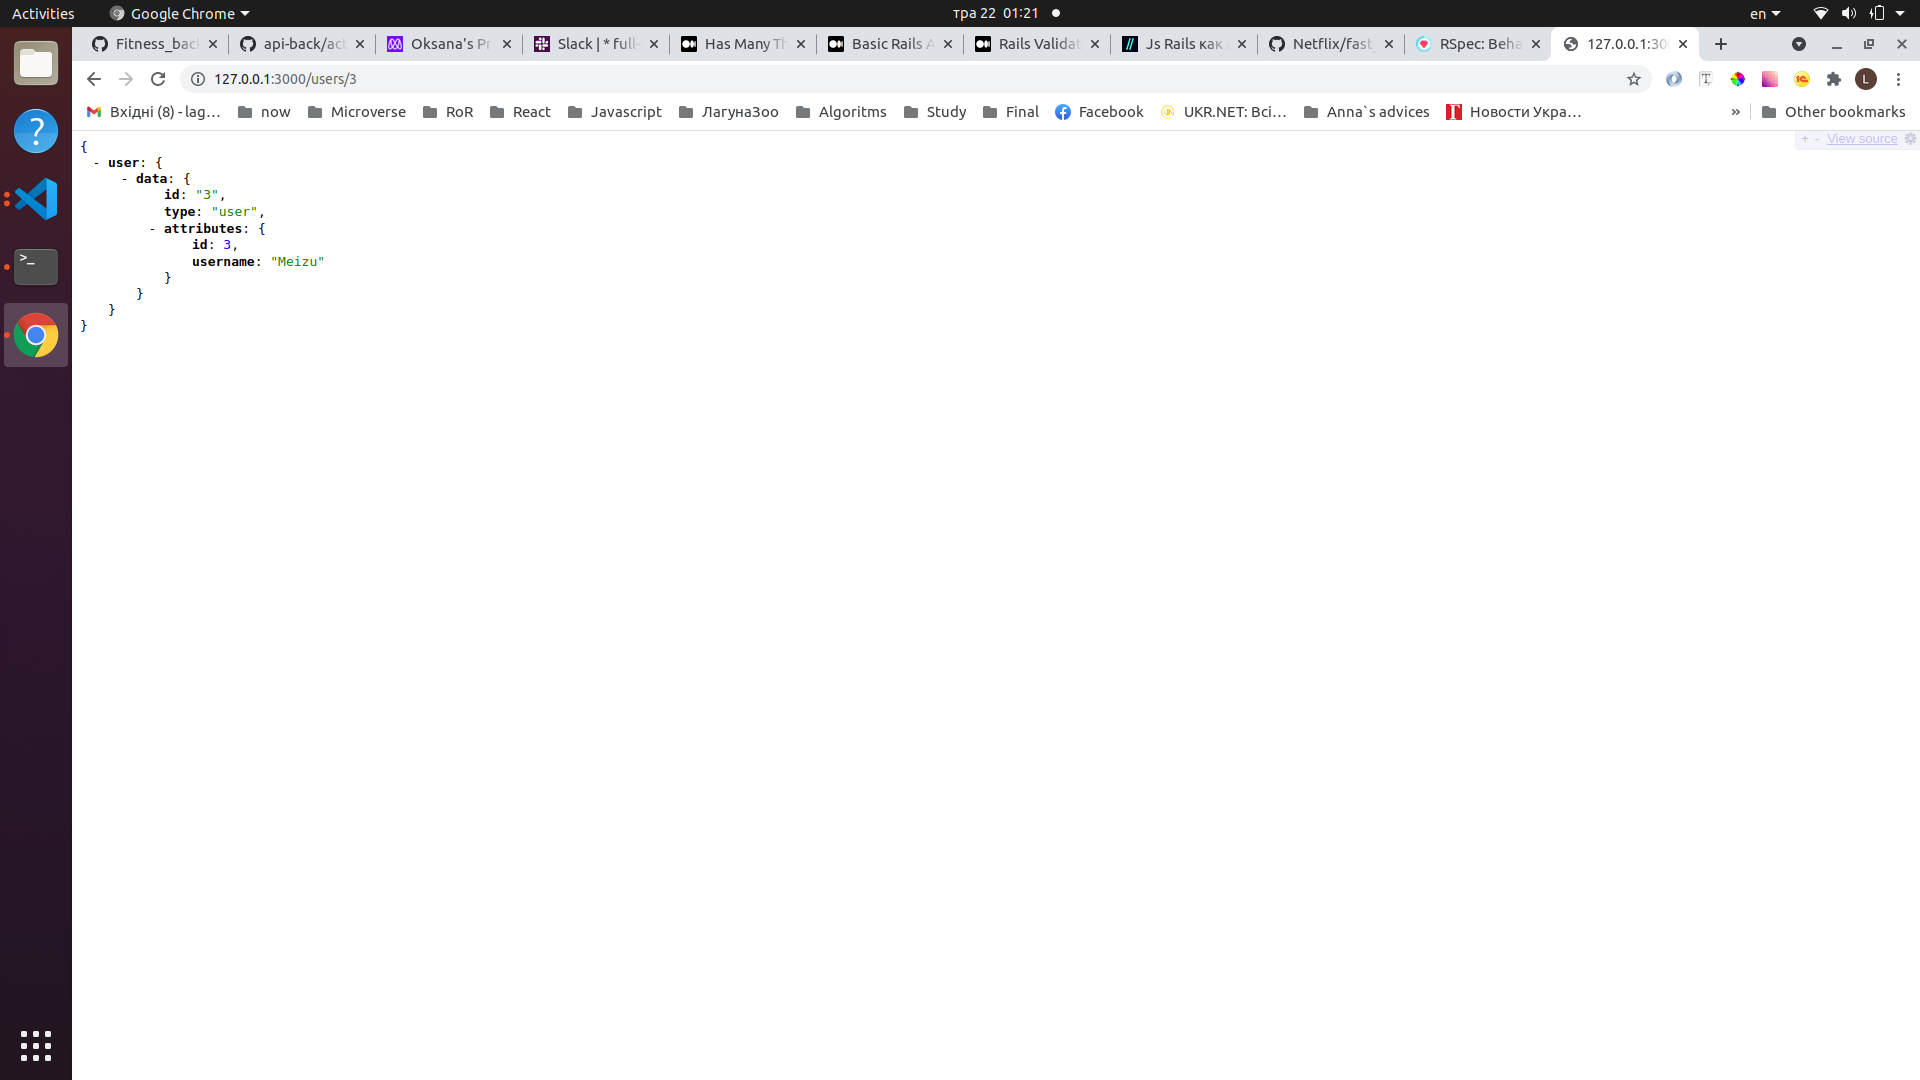 Activities Google Chrome тра 22 01:21 en
Fitness_bac api-back/act Oksana's Pr Slack | * full- Has Many Th Basic Rails A Rails Validat Js Rails как Netflix/fast_ RSpec: Beha 127.0.0.1:300
127.0.0.1:3000/users/3
Вхідні (8) - lag… now Microverse RoR React Javascript ЛагунаЗоо Algoritms Study Final Facebook UKR.NET: Всі… Anna`s advices Новости Укра… » Other bookmarks
+ - View source
{
- user: {
- data: {
id: "3",
type: "user",
- attributes: {
id: 3,
username: "Meizu"
}
}
}
}